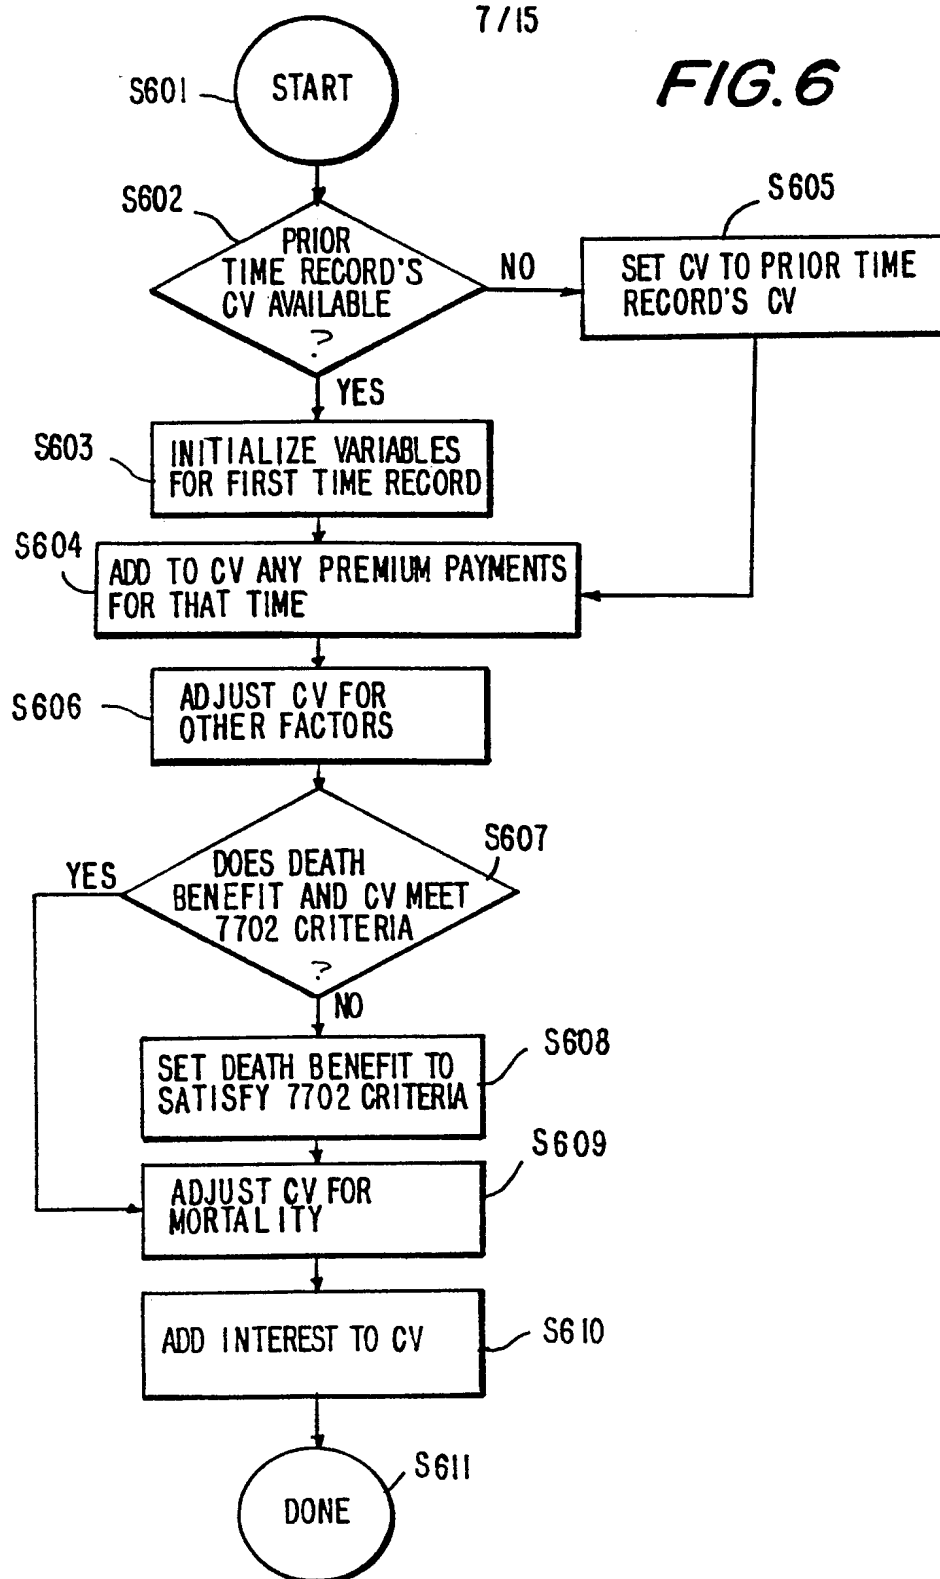 7/15
FIG. 6
S601
START
S602
PRIOR
TIME RECORD'S
CV AVAILABLE
?
NO
S605
SET CV TO PRIOR TIME
RECORD'S CV
YES
S603
INITIALIZE VARIABLES
FOR FIRST TIME RECORD
S604
ADD TO CV ANY PREMIUM PAYMENTS
FOR THAT TIME
S606
ADJUST CV FOR
OTHER FACTORS
S607
YES
DOES DEATH
BENEFIT AND CV MEET
7702 CRITERIA
?
NO
S608
SET DEATH BENEFIT TO
SATISFY 7702 CRITERIA
S609
ADJUST CV FOR
MORTALITY
S610
ADD INTEREST TO CV
S611
DONE